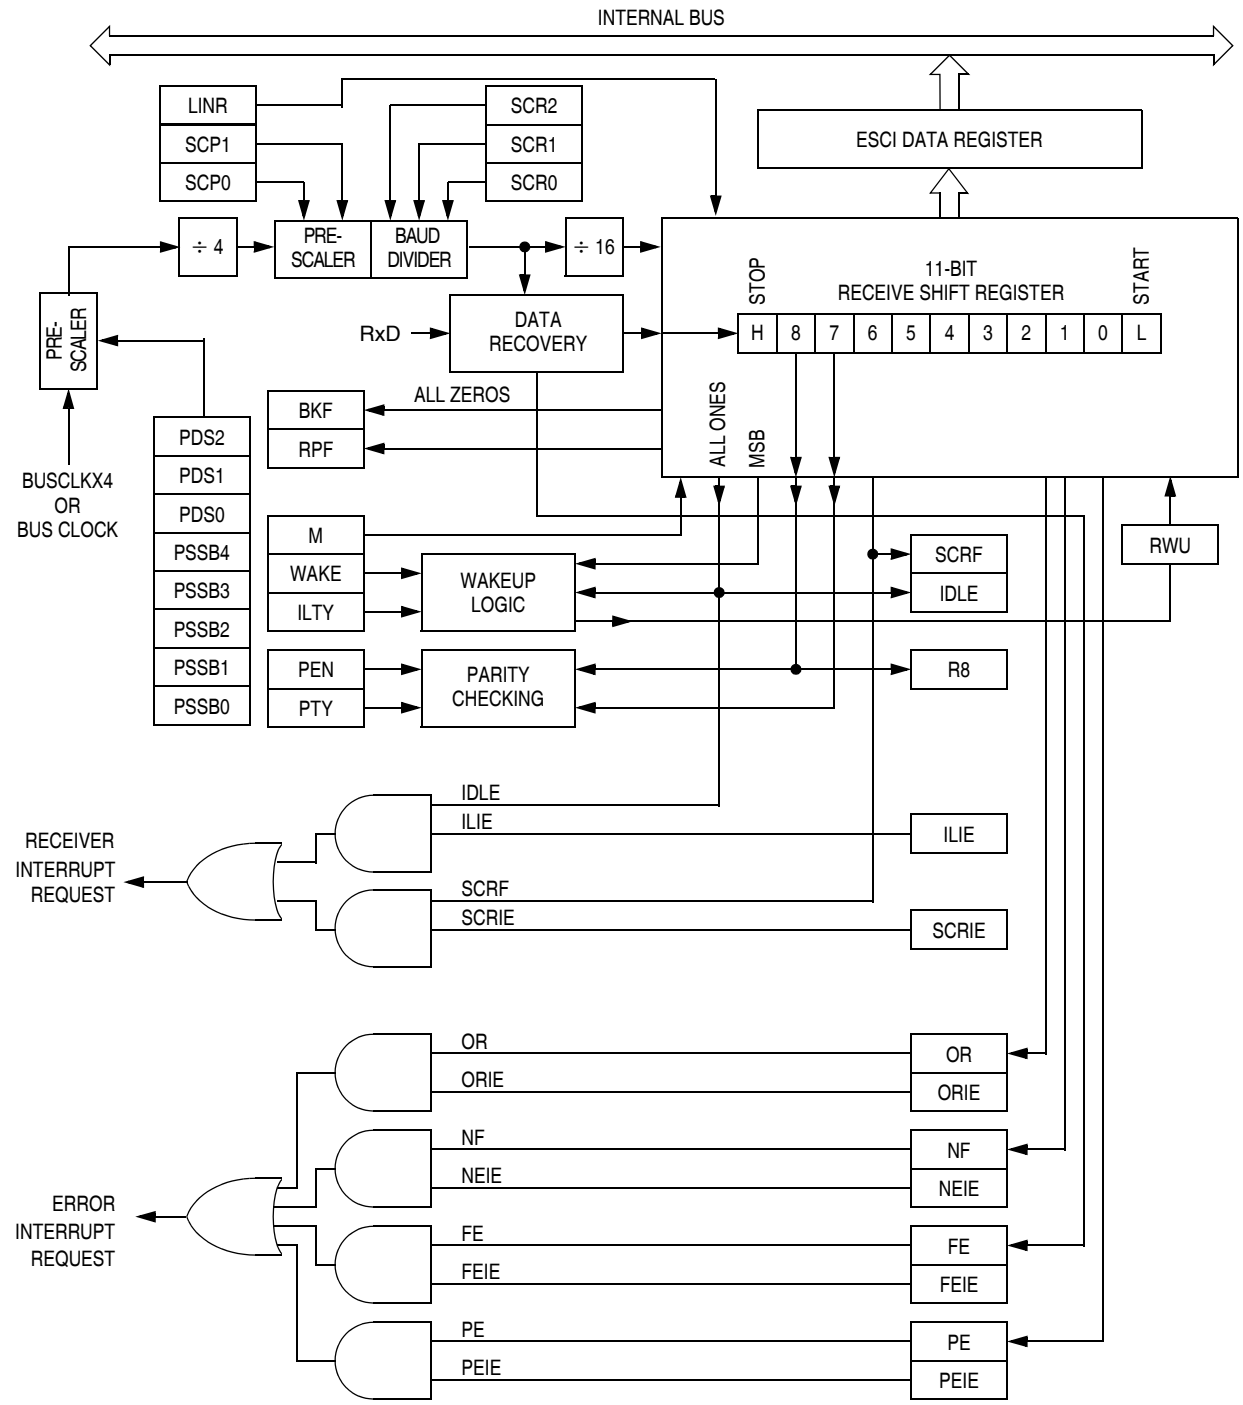 INTERNAL BUS
LINR
SCP1
SCP0
SCR2
SCR1
SCR0
ESCI DATA REGISTER
÷ 4
PRE-
SCALER
BAUD
DIVIDER
÷ 16
PRE-
SCALER
RxD
DATA
RECOVERY
STOP
11-BIT
RECEIVE SHIFT REGISTER
START
H 8 7 6 5 4 3 2 1 0 L
ALL ZEROS
BKF
RPF
ALL ONES
MSB
BUSCLKX4
OR
BUS CLOCK
PDS2
PDS1
PDS0
PSSB4
PSSB3
PSSB2
PSSB1
PSSB0
M
WAKE
ILTY
WAKEUP
LOGIC
RWU
SCRF
IDLE
PEN
PTY
PARITY
CHECKING
R8
RECEIVER
INTERRUPT
REQUEST
IDLE
ILIE
ILIE
SCRF
SCRIE
SCRIE
ERROR
INTERRUPT
REQUEST
OR
ORIE
OR
ORIE
NF
NEIE
NF
NEIE
FE
FEIE
FE
FEIE
PE
PEIE
PE
PEIE